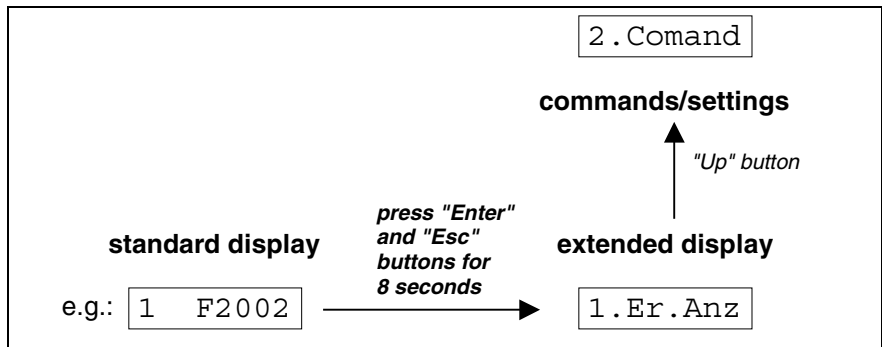 2.Comand
commands/settings
"Up" button
press "Enter"
and "Esc"
buttons for
8 seconds
standard display
extended display
e.g.: 1 F2002
1.Er.Anz